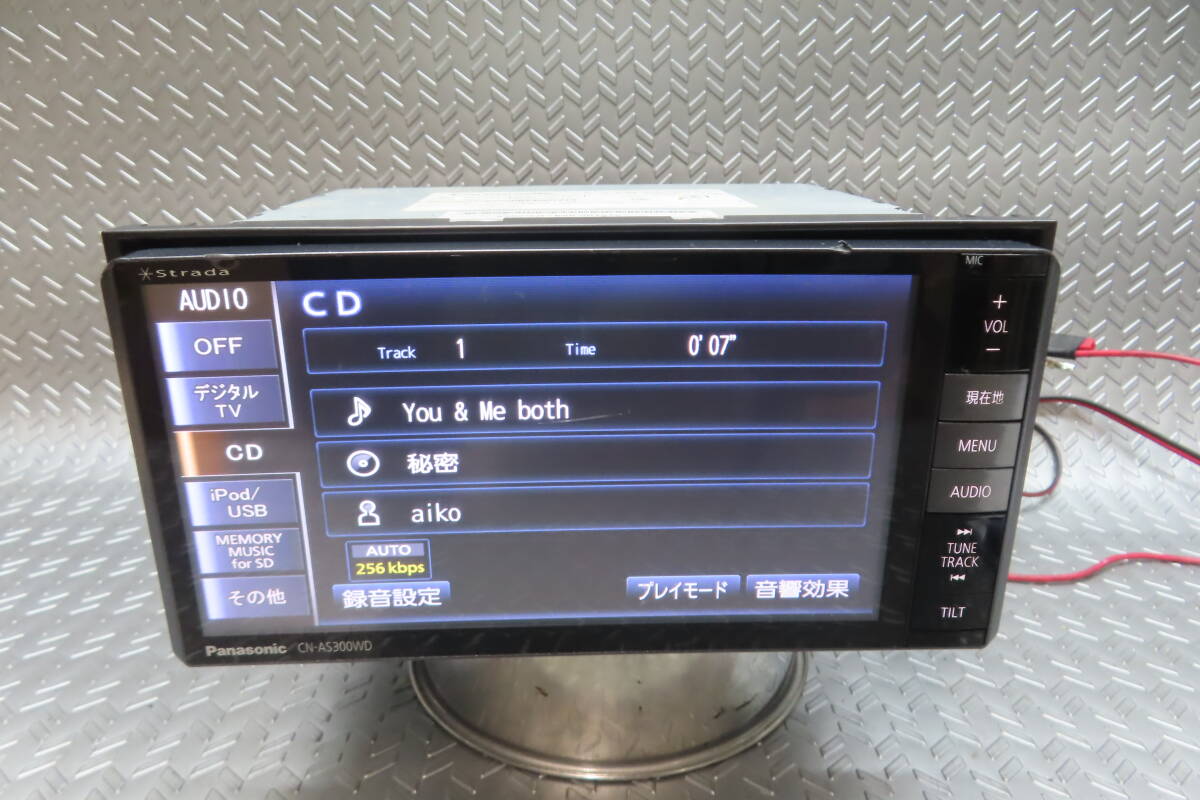 Strada
MIC
AUDIO
OFF
デジタル
TV
CD
iPod/
USB
MEMORY
MUSIC
for SD
その他
CD
Track 1 Time 0'07"
You & Me both
秘密
aiko
AUTO
256 kbps
録音設定
プレイモード
音響効果
+
VOL
-
現在地
MENU
AUDIO
TUNE
TRACK
TILT
Panasonic CN-AS300WD